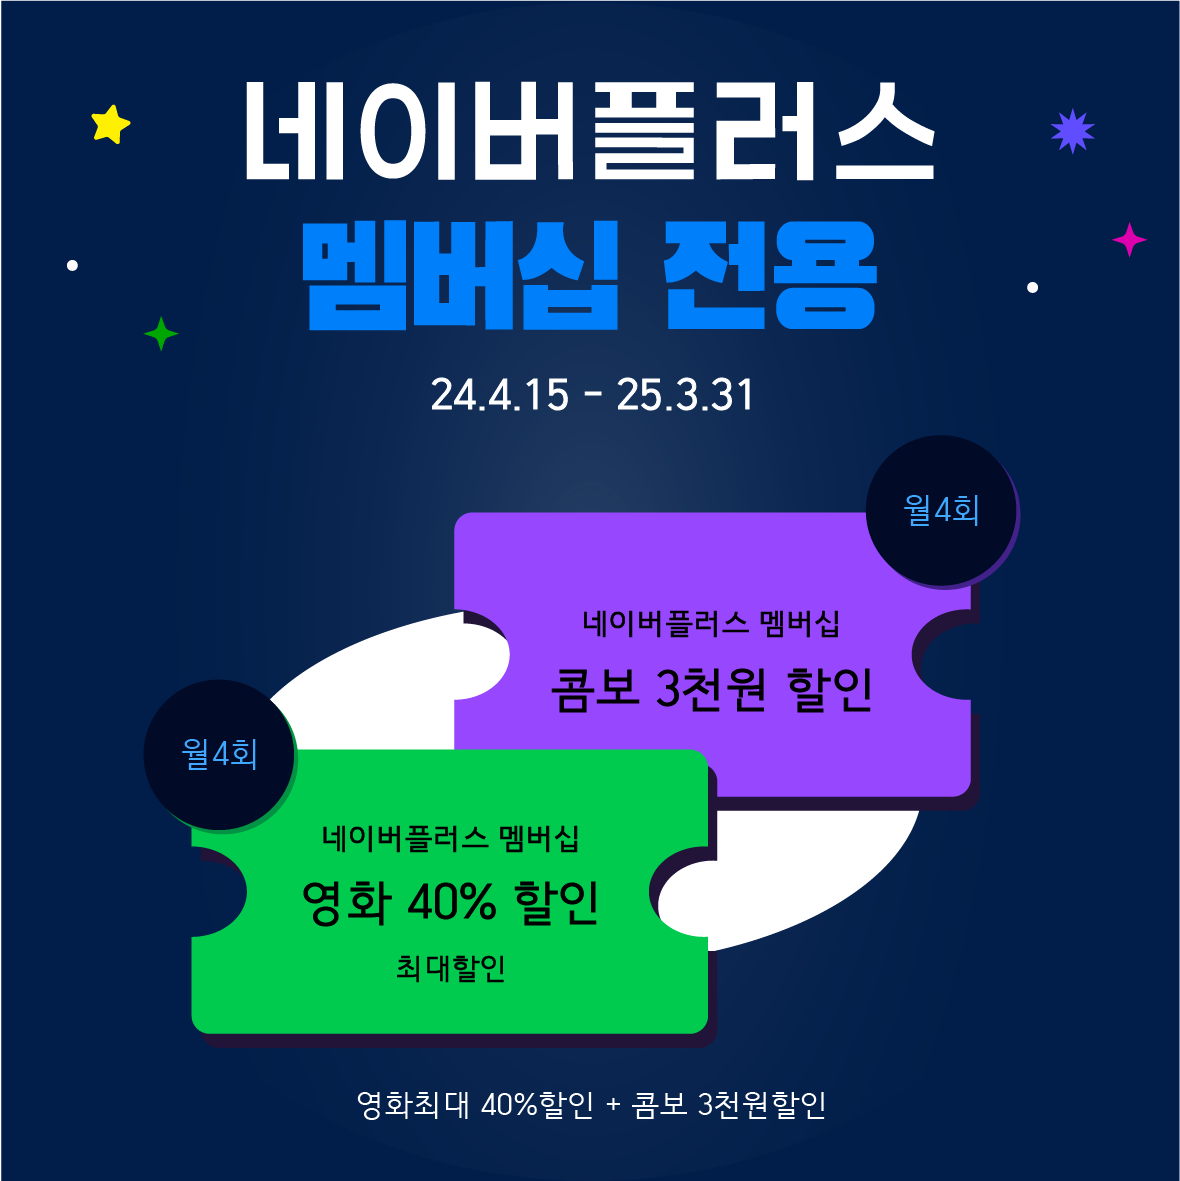 네이버플러스
멤버십 전용
24.4.15 - 25.3.31
월4회
네이버플러스 멤버십
콤보 3천원 할인
월4회
네이버플러스 멤버십
영화 40% 할인
최대할인
영화최대 40%할인 + 콤보 3천원할인